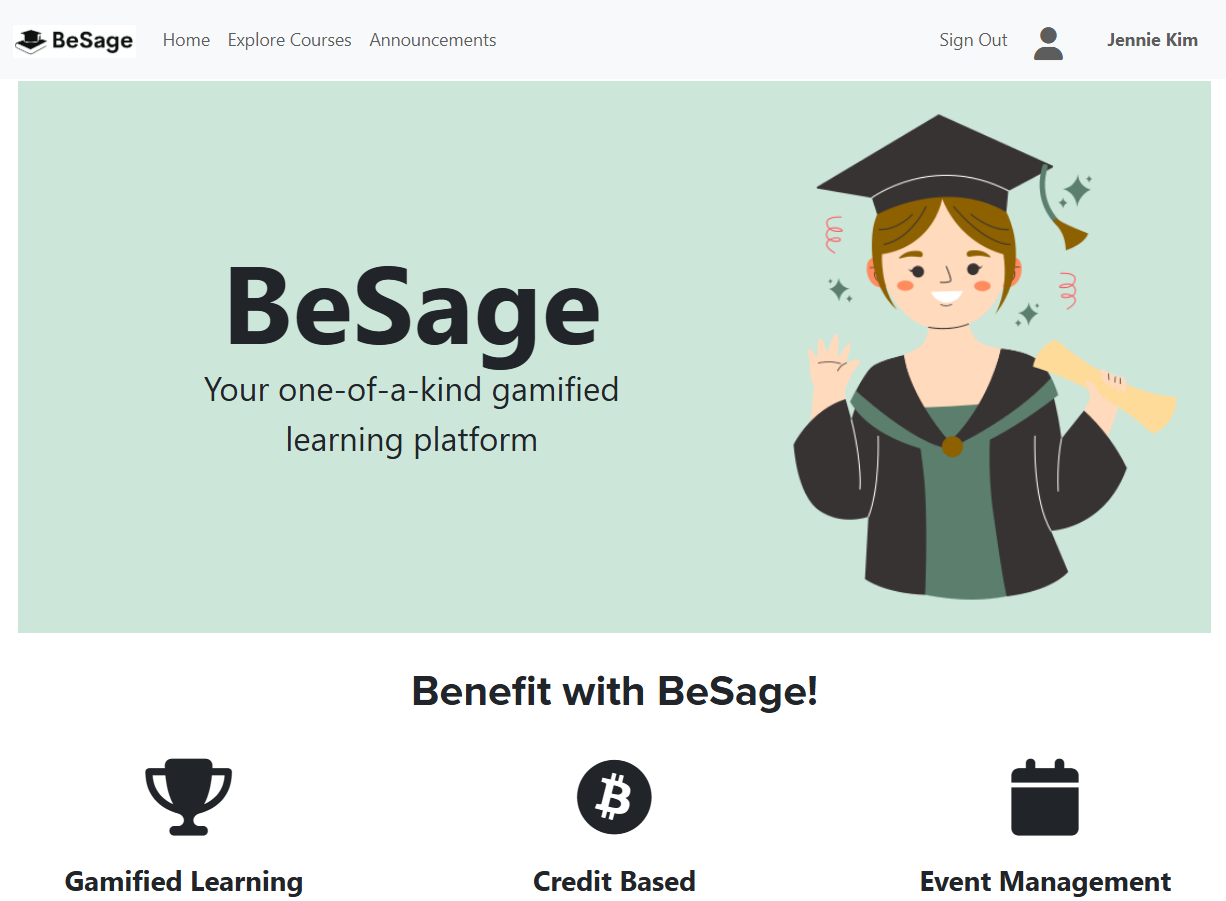 BeSage Home Explore Courses Announcements Sign Out Jennie Kim
BeSage
Your one-of-a-kind gamified
learning platform
Benefit with BeSage!
Gamified Learning Credit Based Event Management